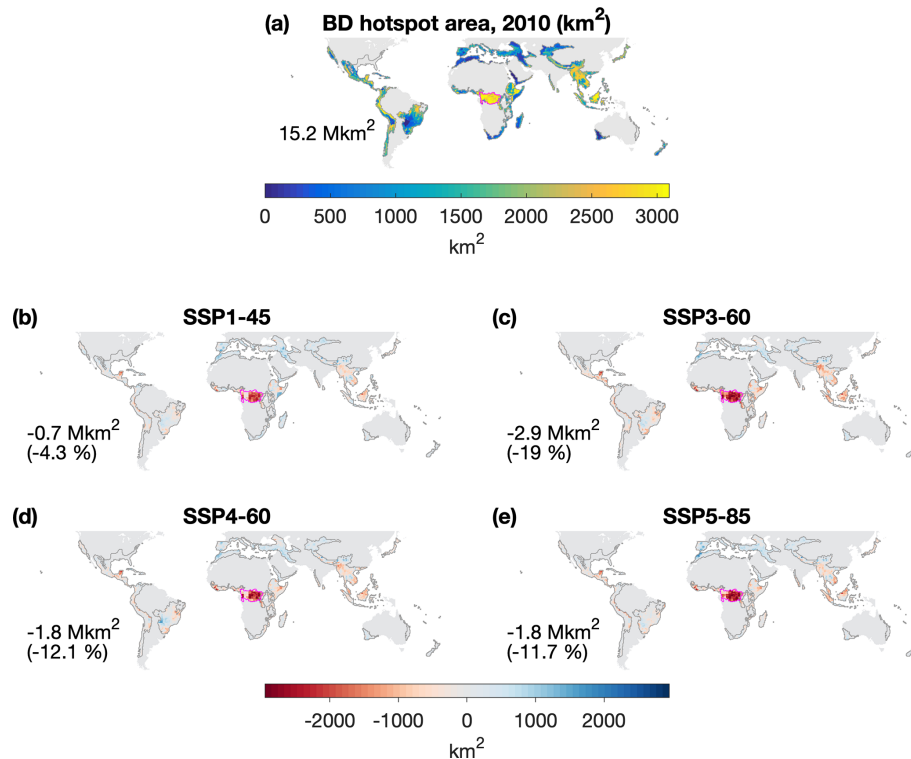 (a) BD hotspot area, 2010 (km²)
15.2 Mkm²
0 500 1000 1500 2000 2500 3000
km²
(b) SSP1-45
-0.7 Mkm²
(-4.3 %)
(c) SSP3-60
-2.9 Mkm²
(-19 %)
(d) SSP4-60
-1.8 Mkm²
(-12.1 %)
(e) SSP5-85
-1.8 Mkm²
(-11.7 %)
-2000 -1000 0 1000 2000
km²